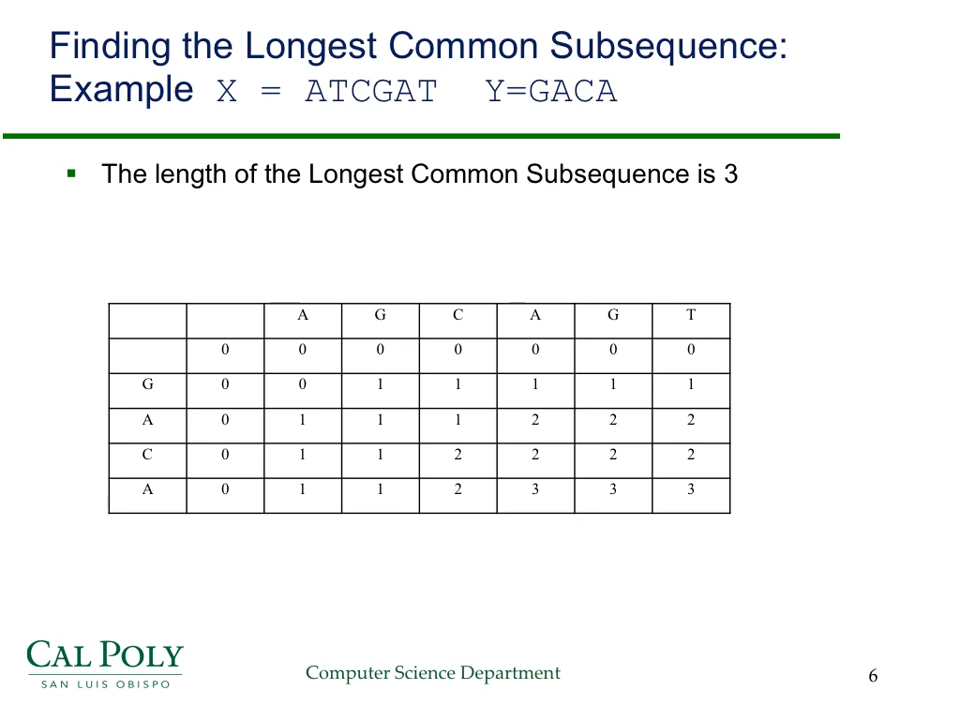 Finding the Longest Common Subsequence:
Example X = ATCGAT Y=GACA
▪ The length of the Longest Common Subsequence is 3
A G C A G T
0 0 0 0 0 0 0
G 0 0 1 1 1 1 1
A 0 1 1 1 2 2 2
C 0 1 1 2 2 2 2
A 0 1 1 2 3 3 3
CAL POLY
SAN LUIS OBISPO
Computer Science Department
6